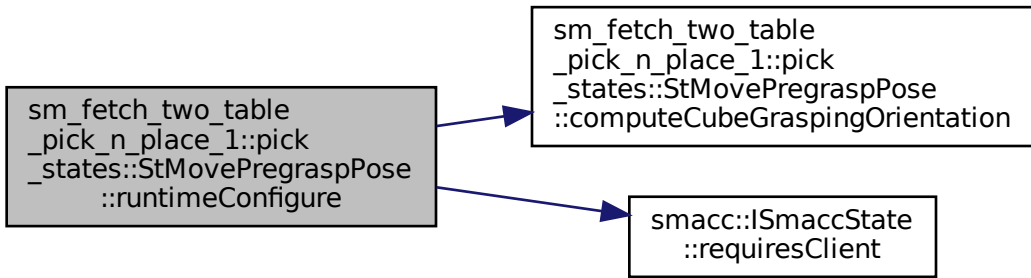 sm_fetch_two_table
_pick_n_place_1::pick
_states::StMovePregraspPose
::runtimeConfigure
sm_fetch_two_table
_pick_n_place_1::pick
_states::StMovePregraspPose
::computeCubeGraspingOrientation
smacc::ISmaccState
::requiresClient